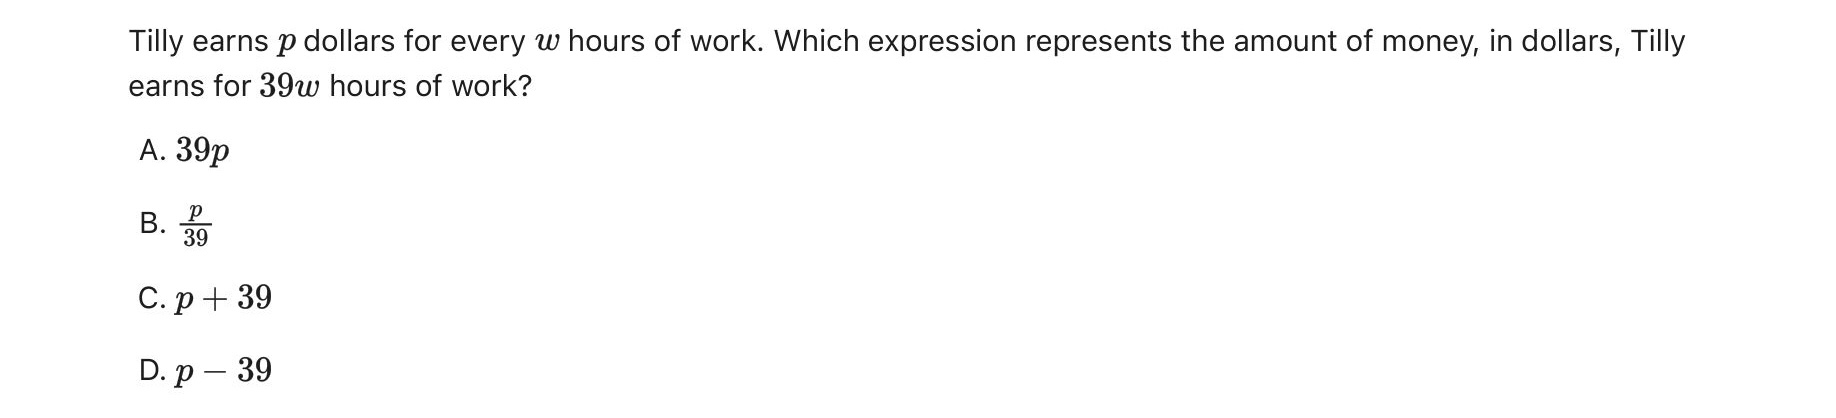 Tilly earns p dollars for every w hours of work. Which expression represents the amount of money, in dollars, Tilly
earns for 39w hours of work?
A. 39p
B. p/39
C. p + 39
D. p − 39